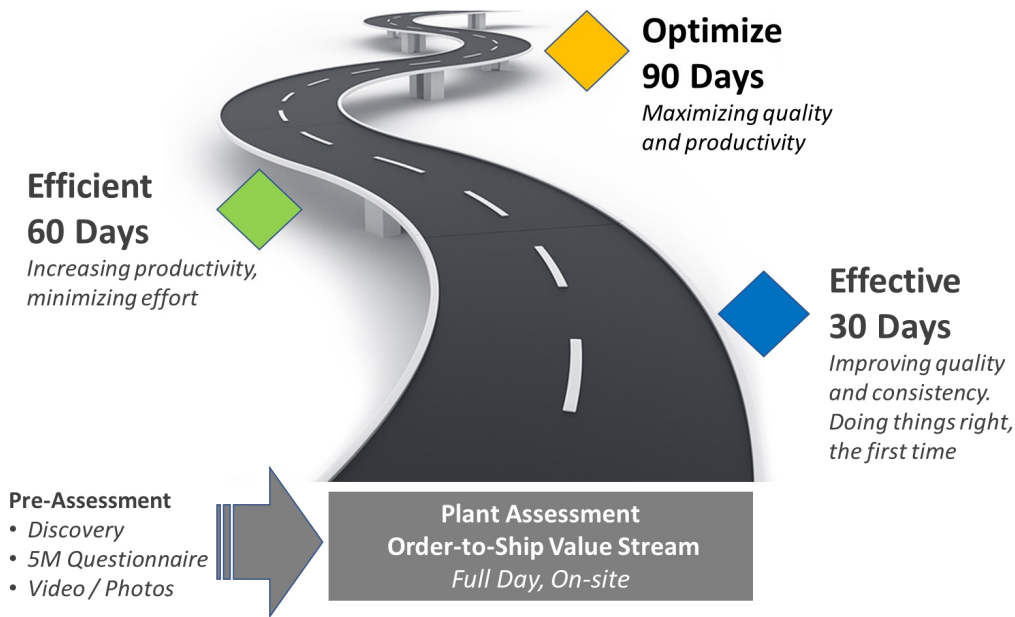 Optimize
90 Days
Maximizing quality
and productivity
Efficient
60 Days
Increasing productivity,
minimizing effort
Effective
30 Days
Improving quality
and consistency.
Doing things right,
the first time
Pre-Assessment
• Discovery
• 5M Questionnaire
• Video / Photos
Plant Assessment
Order-to-Ship Value Stream
Full Day, On-site